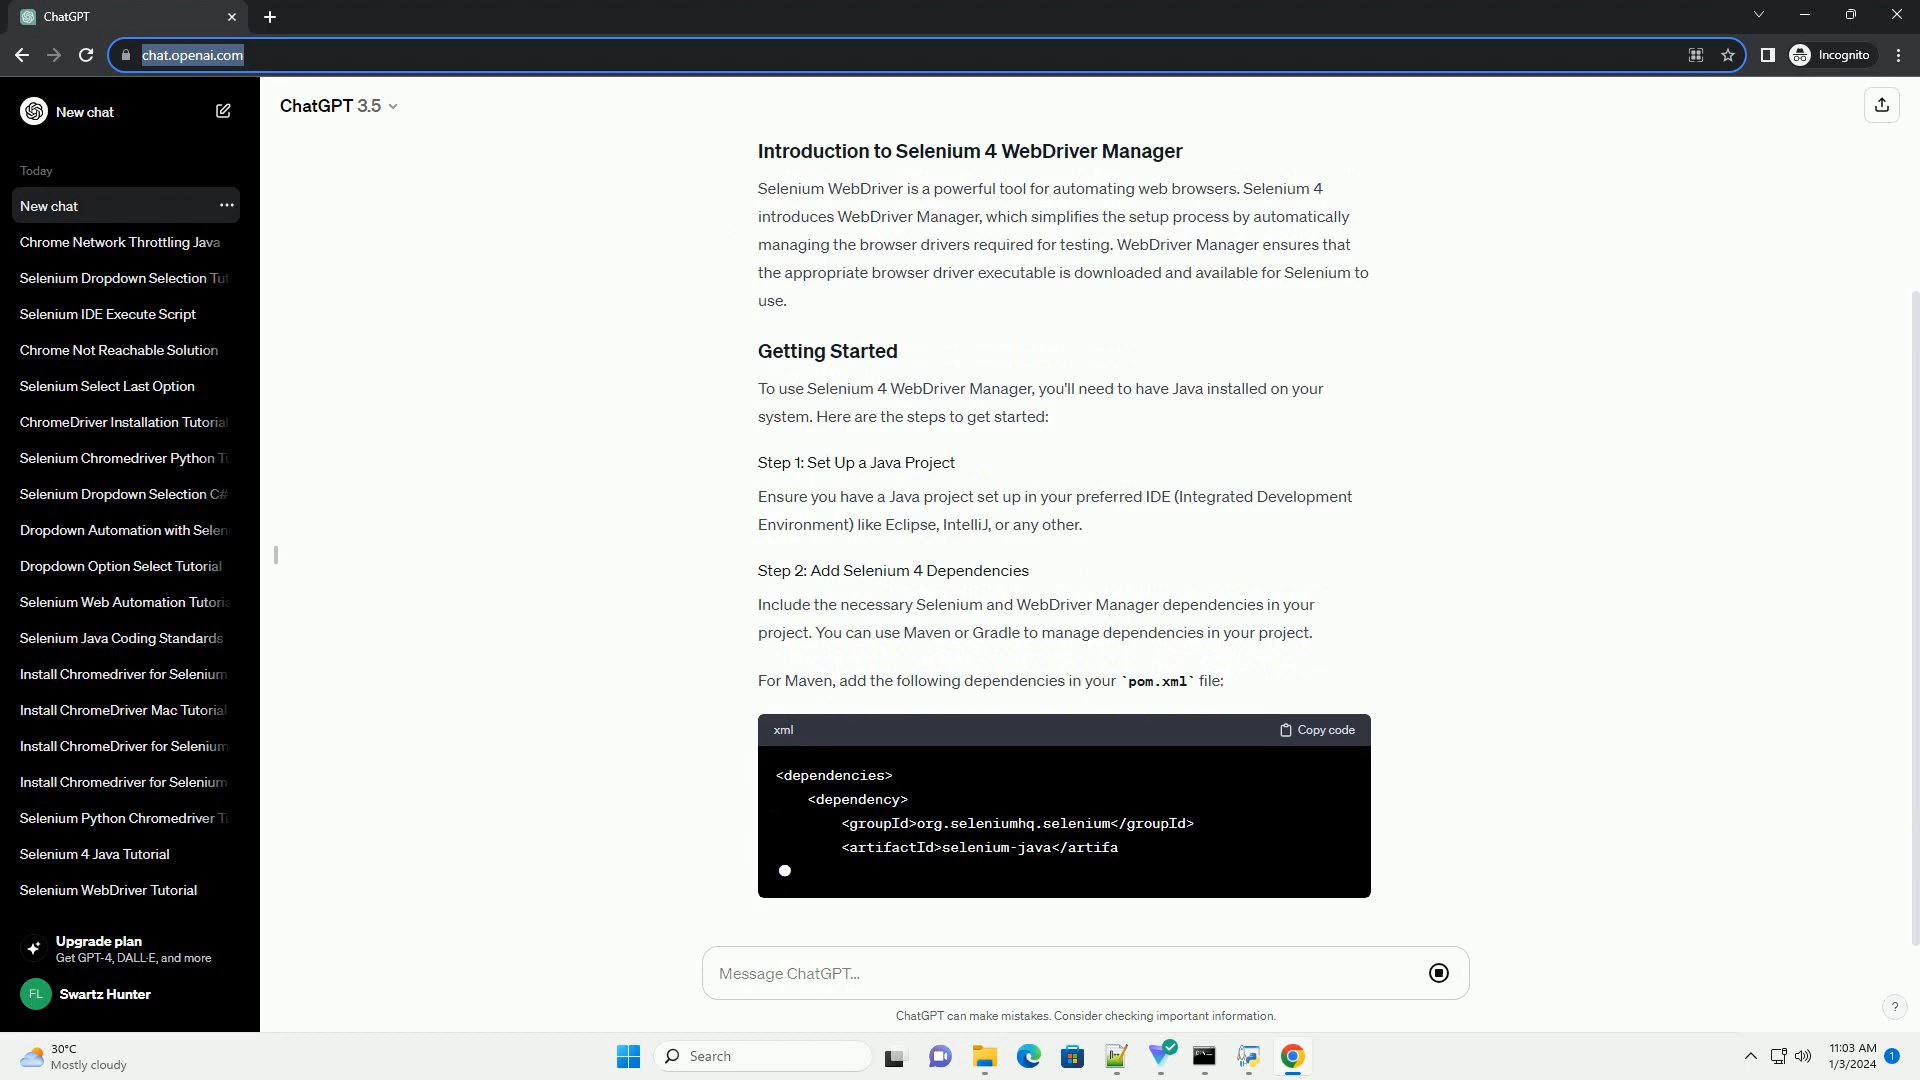 ChatGPT
chat.openai.com
Incognito
New chat
Today
New chat
Chrome Network Throttling Java
Selenium Dropdown Selection Tut
Selenium IDE Execute Script
Chrome Not Reachable Solution
Selenium Select Last Option
ChromeDriver Installation Tutorial
Selenium Chromedriver Python Tu
Selenium Dropdown Selection C#
Dropdown Automation with Selen
Dropdown Option Select Tutorial
Selenium Web Automation Tutoria
Selenium Java Coding Standards
Install Chromedriver for Selenium
Install ChromeDriver Mac Tutorial
Install ChromeDriver for Selenium
Install Chromedriver for Selenium
Selenium Python Chromedriver Tu
Selenium 4 Java Tutorial
Selenium WebDriver Tutorial
Upgrade plan
Get GPT-4, DALL·E, and more
FL
Swartz Hunter
ChatGPT 3.5
Introduction to Selenium 4 WebDriver Manager
Selenium WebDriver is a powerful tool for automating web browsers. Selenium 4
introduces WebDriver Manager, which simplifies the setup process by automatically
managing the browser drivers required for testing. WebDriver Manager ensures that
the appropriate browser driver executable is downloaded and available for Selenium to
use.
Getting Started
To use Selenium 4 WebDriver Manager, you'll need to have Java installed on your
system. Here are the steps to get started:
Step 1: Set Up a Java Project
Ensure you have a Java project set up in your preferred IDE (Integrated Development
Environment) like Eclipse, IntelliJ, or any other.
Step 2: Add Selenium 4 Dependencies
Include the necessary Selenium and WebDriver Manager dependencies in your
project. You can use Maven or Gradle to manage dependencies in your project.
For Maven, add the following dependencies in your `pom.xml` file:
xml
Copy code
<dependencies>
<dependency>
<groupId>org.seleniumhq.selenium</groupId>
<artifactId>selenium-java</artifa
Message ChatGPT...
ChatGPT can make mistakes. Consider checking important information.
?
30°C
Mostly cloudy
Search
11:03 AM
1/3/2024
1